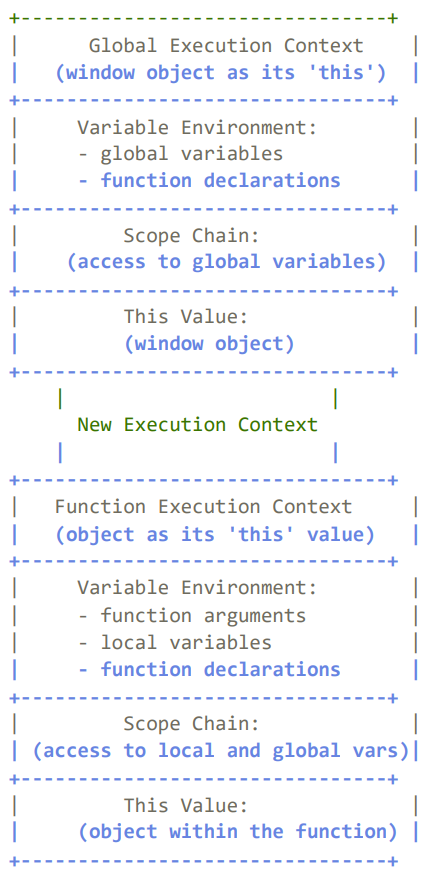 +--------------------------------+
|      Global Execution Context    |
|   (window object as its 'this')  |
+--------------------------------+
|     Variable Environment:        |
|     - global variables           |
|     - function declarations      |
+--------------------------------+
|         Scope Chain:             |
|    (access to global variables)  |
+--------------------------------+
|         This Value:              |
|         (window object)          |
+--------------------------------+
    |                       |
      New Execution Context
    |                       |
+--------------------------------+
|   Function Execution Context     |
|   (object as its 'this' value)   |
+--------------------------------+
|     Variable Environment:        |
|     - function arguments         |
|     - local variables            |
|     - function declarations      |
+--------------------------------+
|         Scope Chain:             |
| (access to local and global vars)|
+--------------------------------+
|         This Value:              |
|     (object within the function) |
+--------------------------------+